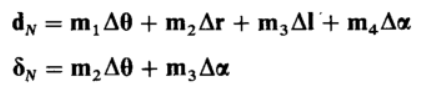 d_N = m₁Δθ + m₂Δr + m₃Δl + m₄Δα
δ_N = m₂Δθ + m₃Δα